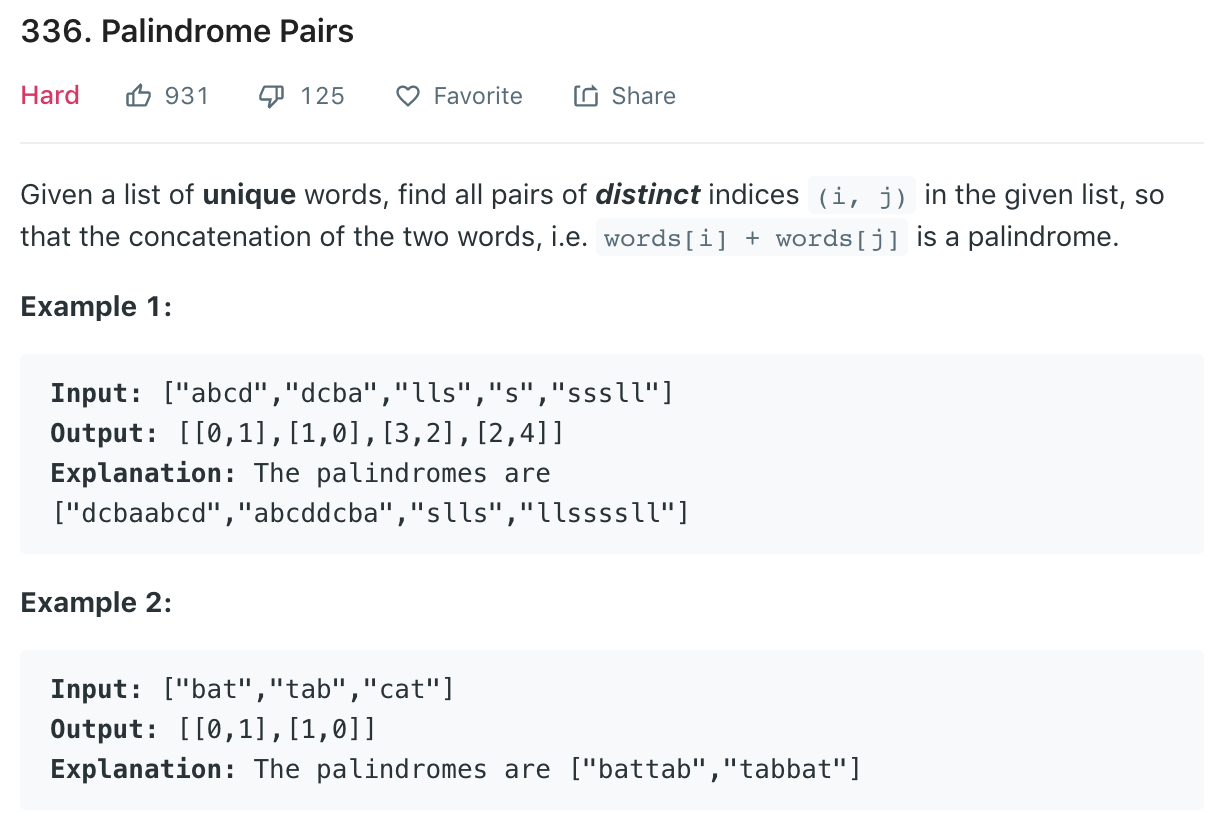 336. Palindrome Pairs
Hard 931 125 Favorite Share
Given a list of unique words, find all pairs of distinct indices (i, j) in the given list, so
that the concatenation of the two words, i.e. words[i] + words[j] is a palindrome.
Example 1:
Input: ["abcd","dcba","lls","s","sssll"]
Output: [[0,1],[1,0],[3,2],[2,4]]
Explanation: The palindromes are
["dcbaabcd","abcddcba","slls","llssssll"]
Example 2:
Input: ["bat","tab","cat"]
Output: [[0,1],[1,0]]
Explanation: The palindromes are ["battab","tabbat"]